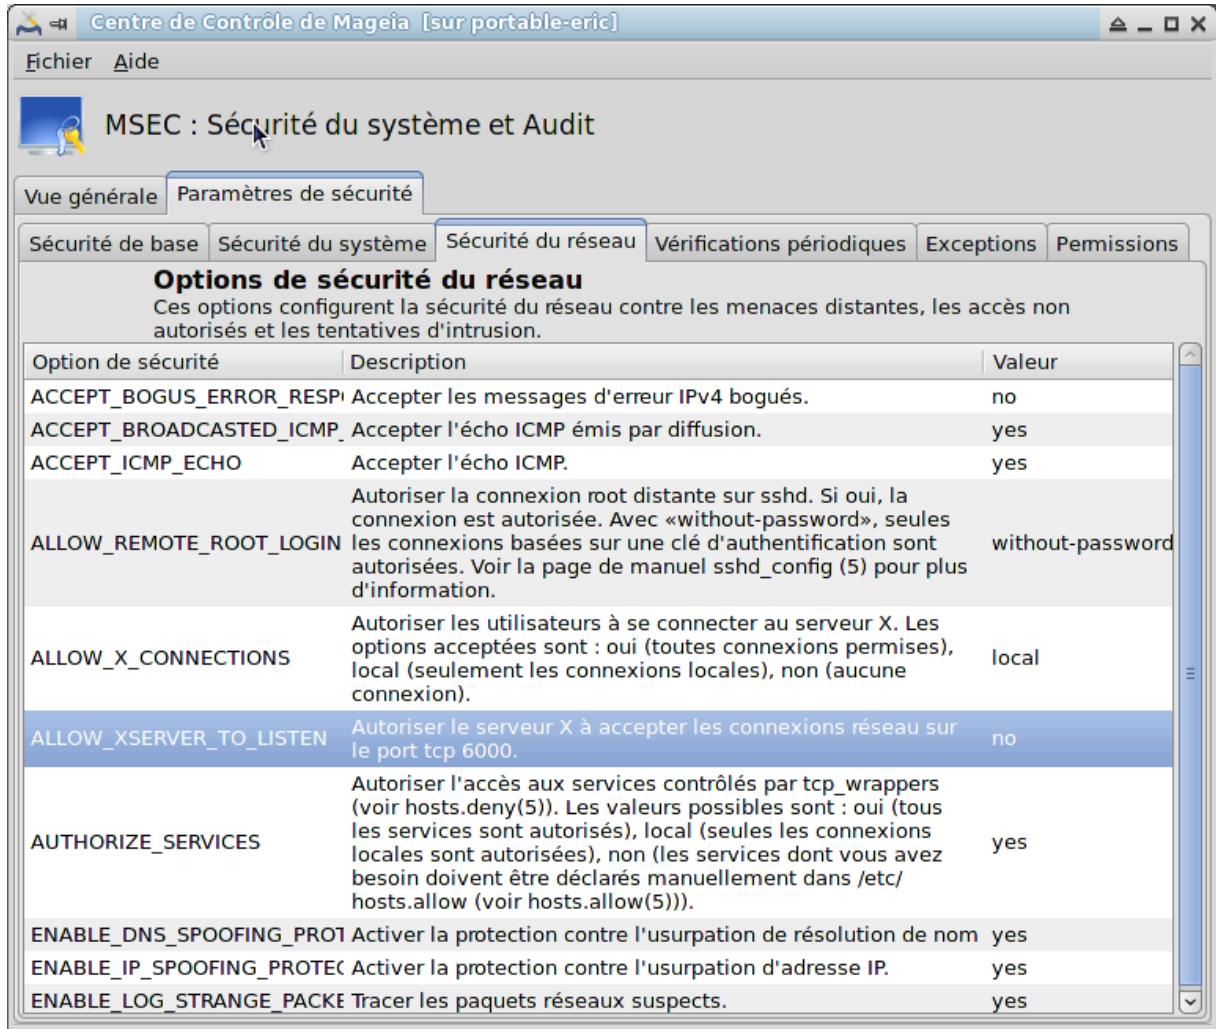 Centre de Contrôle de Mageia [sur portable-eric]
Fichier Aide
MSEC : Sécurité du système et Audit
Vue générale Paramètres de sécurité
Sécurité de base Sécurité du système Sécurité du réseau Vérifications périodiques Exceptions Permissions
Options de sécurité du réseau
Ces options configurent la sécurité du réseau contre les menaces distantes, les accès non
autorisés et les tentatives d'intrusion.
Option de sécurité Description Valeur
ACCEPT_BOGUS_ERROR_RESP Accepter les messages d'erreur IPv4 bogués. no
ACCEPT_BROADCASTED_ICMP_ Accepter l'écho ICMP émis par diffusion. yes
ACCEPT_ICMP_ECHO Accepter l'écho ICMP. yes
Autoriser la connexion root distante sur sshd. Si oui, la
connexion est autorisée. Avec «without-password», seules
ALLOW_REMOTE_ROOT_LOGIN les connexions basées sur une clé d'authentification sont without-password
autorisées. Voir la page de manuel sshd_config (5) pour plus
d'information.
Autoriser les utilisateurs à se connecter au serveur X. Les
options acceptées sont : oui (toutes connexions permises),
ALLOW_X_CONNECTIONS local (seulement les connexions locales), non (aucune local
connexion).
ALLOW_XSERVER_TO_LISTEN Autoriser le serveur X à accepter les connexions réseau sur no
le port tcp 6000.
Autoriser l'accès aux services contrôlés par tcp_wrappers
(voir hosts.deny(5)). Les valeurs possibles sont : oui (tous
les services sont autorisés), local (seules les connexions
AUTHORIZE_SERVICES locales sont autorisées), non (les services dont vous avez yes
besoin doivent être déclarés manuellement dans /etc/
hosts.allow (voir hosts.allow(5))).
ENABLE_DNS_SPOOFING_PROT Activer la protection contre l'usurpation de résolution de nom yes
ENABLE_IP_SPOOFING_PROTEC Activer la protection contre l'usurpation d'adresse IP. yes
ENABLE_LOG_STRANGE_PACKE Tracer les paquets réseaux suspects. yes